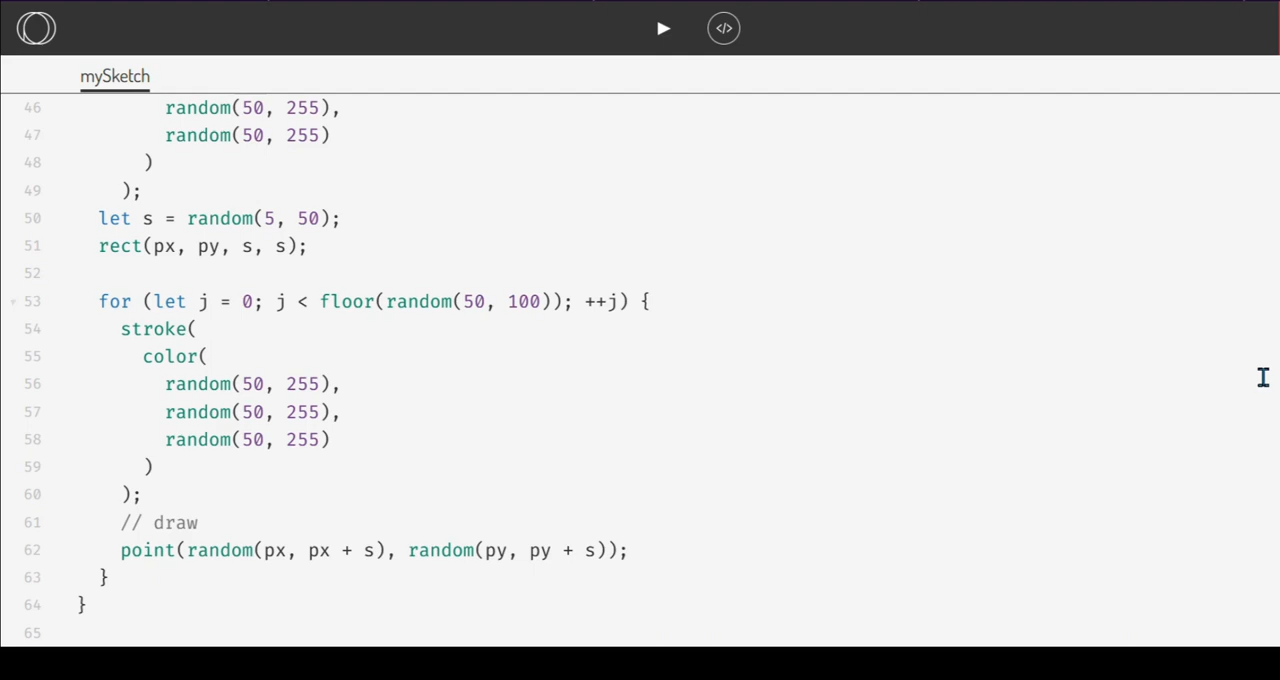 </>
mySketch
46 random(50, 255),
47 random(50, 255)
48 )
49 );
50 let s = random(5, 50);
51 rect(px, py, s, s);
52
53 for (let j = 0; j < floor(random(50, 100)); ++j) {
54 stroke(
55 color(
56 random(50, 255),
57 random(50, 255),
58 random(50, 255)
59 )
60 );
61 // draw
62 point(random(px, px + s), random(py, py + s));
63 }
64 }
65